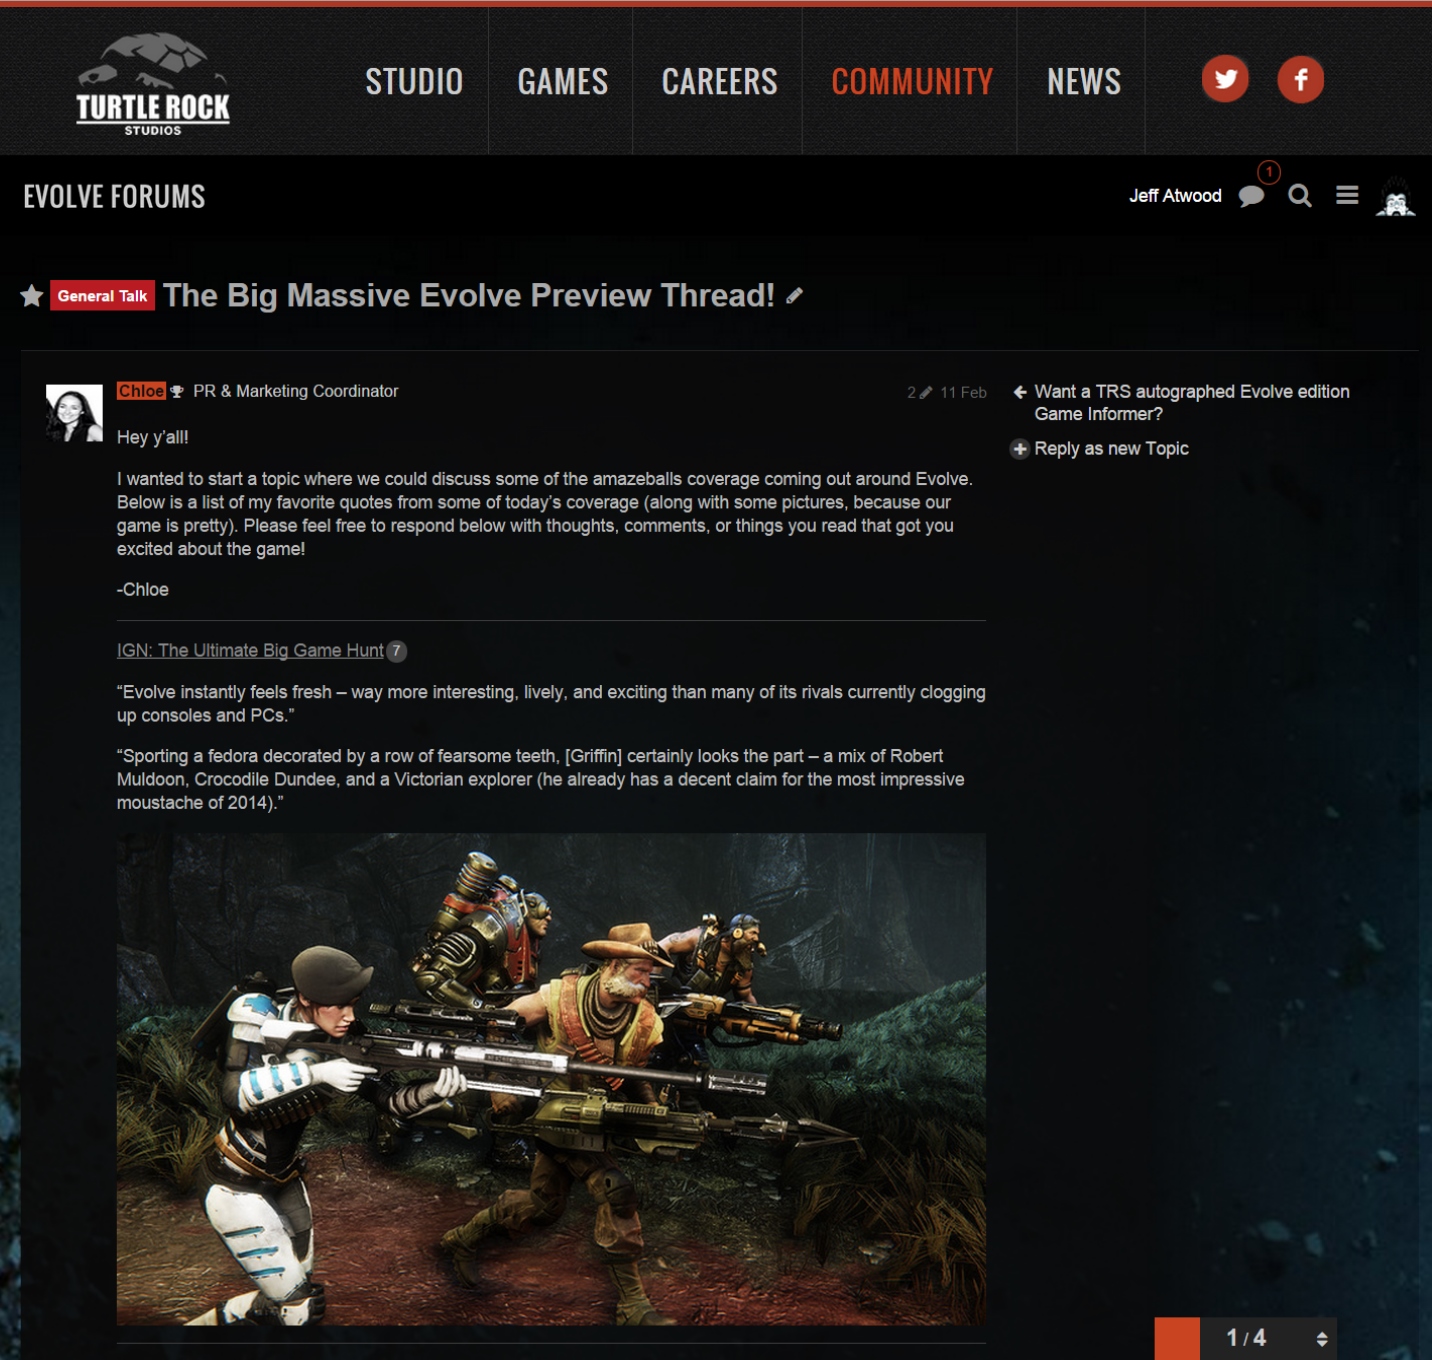 TURTLE ROCK
STUDIOS
STUDIO
GAMES
CAREERS
COMMUNITY
NEWS
EVOLVE FORUMS
Jeff Atwood
1
General Talk The Big Massive Evolve Preview Thread!
Chloe PR & Marketing Coordinator
2 11 Feb
Hey y’all!
I wanted to start a topic where we could discuss some of the amazeballs coverage coming out around Evolve.
Below is a list of my favorite quotes from some of today’s coverage (along with some pictures, because our
game is pretty). Please feel free to respond below with thoughts, comments, or things you read that got you
excited about the game!
-Chloe
IGN: The Ultimate Big Game Hunt 7
“Evolve instantly feels fresh – way more interesting, lively, and exciting than many of its rivals currently clogging
up consoles and PCs.”
“Sporting a fedora decorated by a row of fearsome teeth, [Griffin] certainly looks the part – a mix of Robert
Muldoon, Crocodile Dundee, and a Victorian explorer (he already has a decent claim for the most impressive
moustache of 2014).”
Want a TRS autographed Evolve edition
Game Informer?
Reply as new Topic
1 / 4